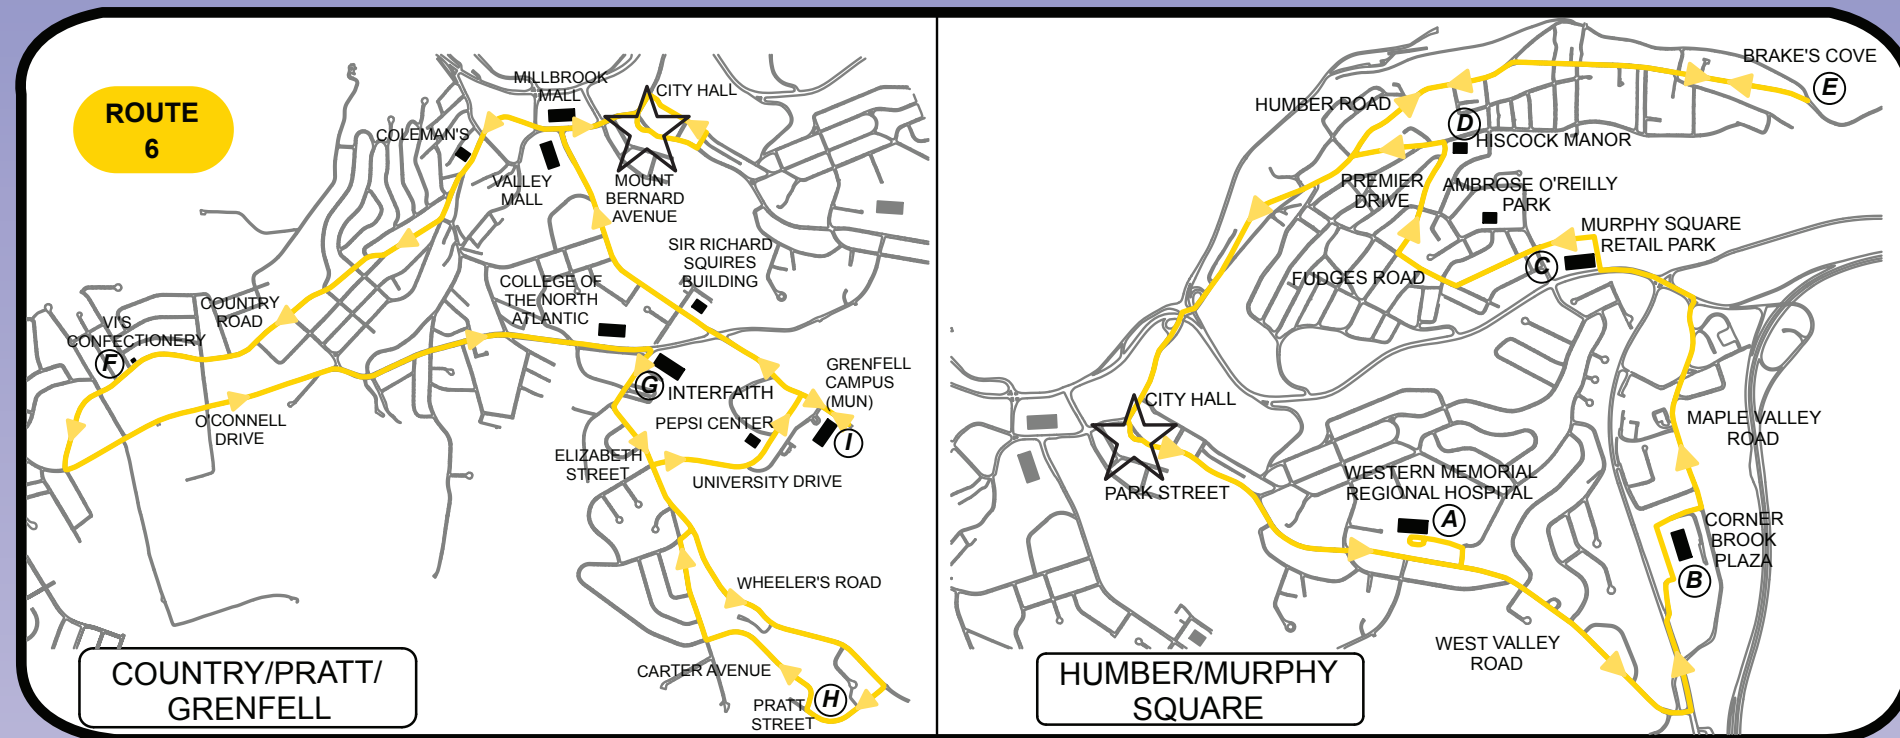 ROUTE
6
MILLBROOK
MALL
CITY HALL
COLEMAN'S
VALLEY
MALL
MOUNT
BERNARD
AVENUE
SIR RICHARD
SQUIRES
BUILDING
COLLEGE OF
THE NORTH
ATLANTIC
COUNTRY
ROAD
VI'S
CONFECTIONERY
F
O'CONNELL
DRIVE
G
INTERFAITH
GRENFELL
CAMPUS
(MUN)
I
PEPSI CENTER
ELIZABETH
STREET
UNIVERSITY DRIVE
WHEELER'S ROAD
CARTER AVENUE
PRATT
STREET
H
COUNTRY/PRATT/
GRENFELL
BRAKE'S COVE
E
HUMBER ROAD
D
HISCOCK MANOR
PREMIER
DRIVE
AMBROSE O'REILLY
PARK
MURPHY SQUARE
RETAIL PARK
C
FUDGES ROAD
CITY HALL
MAPLE VALLEY
ROAD
PARK STREET
WESTERN MEMORIAL
REGIONAL HOSPITAL
A
CORNER
BROOK
PLAZA
B
WEST VALLEY
ROAD
HUMBER/MURPHY
SQUARE